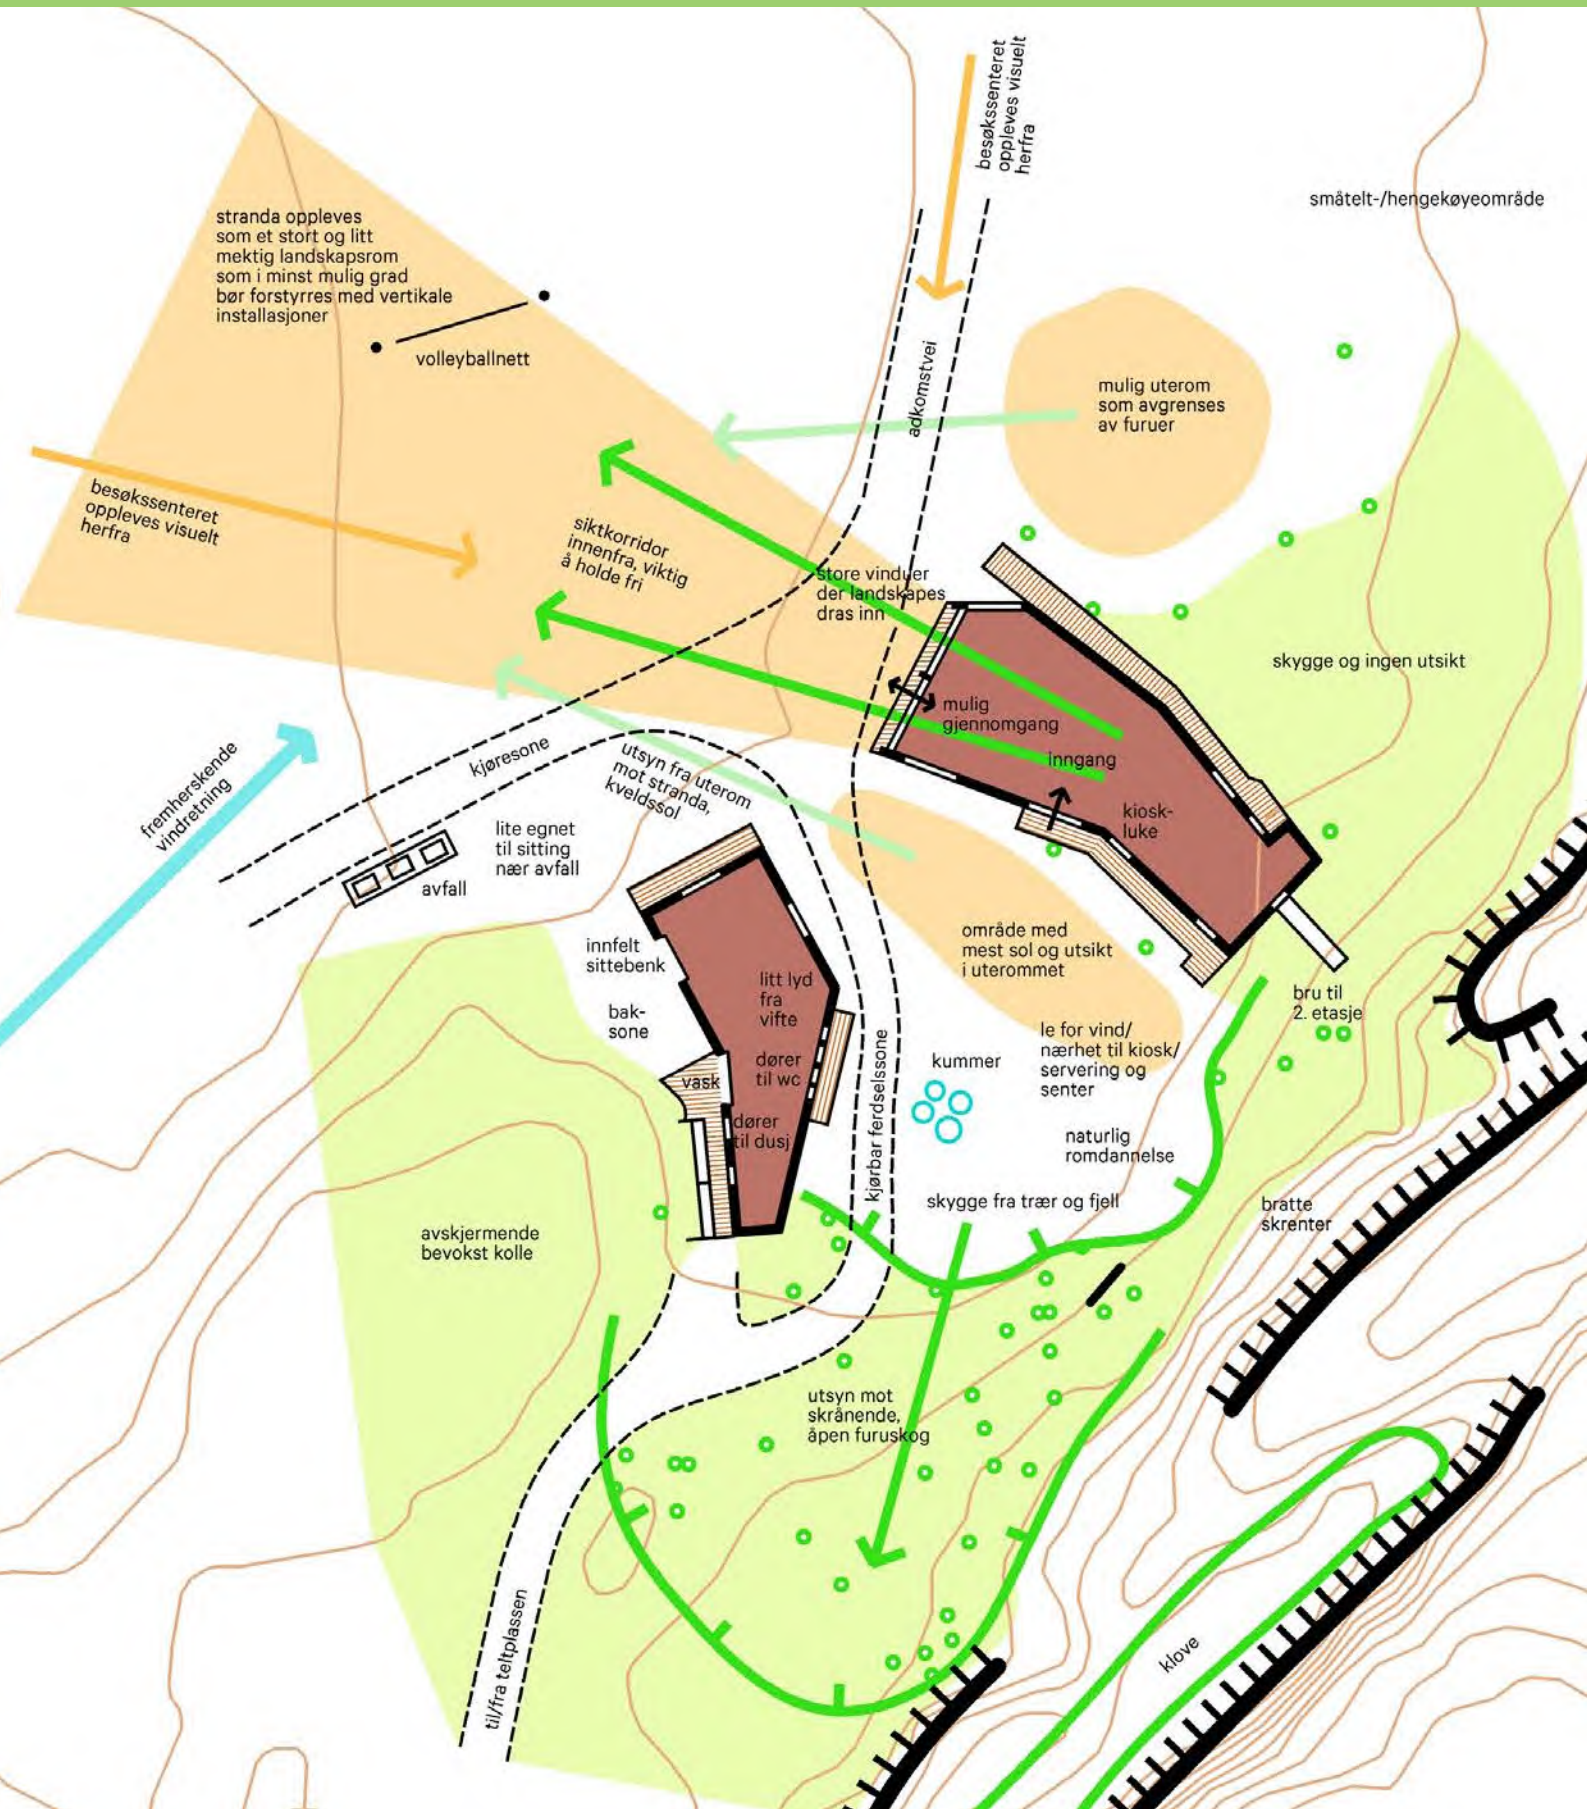 besøkssenteret
oppleves visuelt
herfra
småtelt-/hengekøyeområde
stranda oppleves
som et stort og litt
mektig landskapsrom
som i minst mulig grad
bør forstyrres med vertikale
installasjoner
volleyballnett
adkomstvei
mulig uterom
som avgrenses
av furuer
besøkssenteret
oppleves visuelt
herfra
siktkorridor
innenfra, viktig
å holde fri
store vinduer
der landskapes
dras inn
skygge og ingen utsikt
mulig
gjennomgang
inngang
kiosk-
luke
fremherskende
vindretning
kjøresone
utsyn fra uterom
mot stranda,
kveldssol
lite egnet
til sitting
nær avfall
avfall
innfelt
sittebenk
bak-
sone
litt lyd
fra
vifte
dører
til wc
vask
dører
til dusj
kjørbar ferdselssone
område med
mest sol og utsikt
i uterommet
bru til
2. etasje
le for vind/
nærhet til kiosk/
servering og
senter
kummer
naturlig
romdannelse
skygge fra trær og fjell
bratte
skrenter
avskjermende
bevokst kolle
utsyn mot
skrånende,
åpen furuskog
til/fra teltplassen
klove